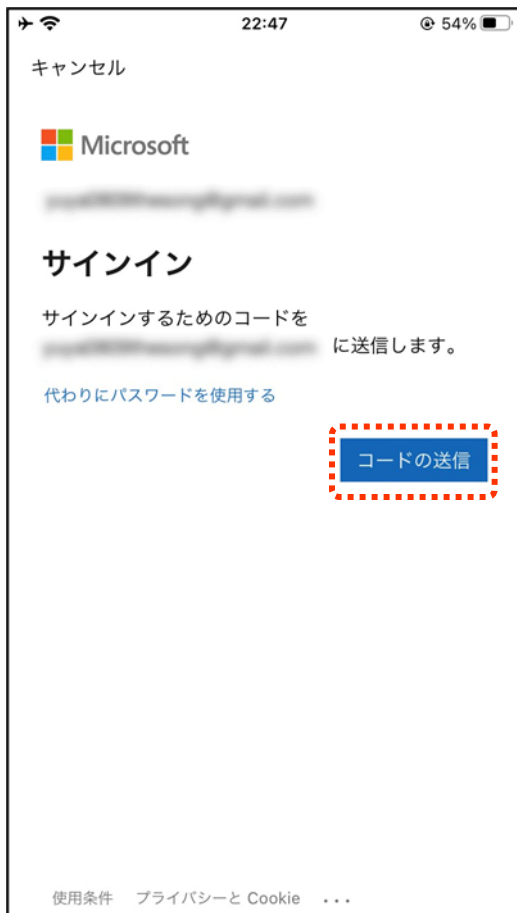 22:47
54%
キャンセル
Microsoft
サインイン
サインインするためのコードを
に送信します。
代わりにパスワードを使用する
コードの送信
使用条件 プライバシーと Cookie ...